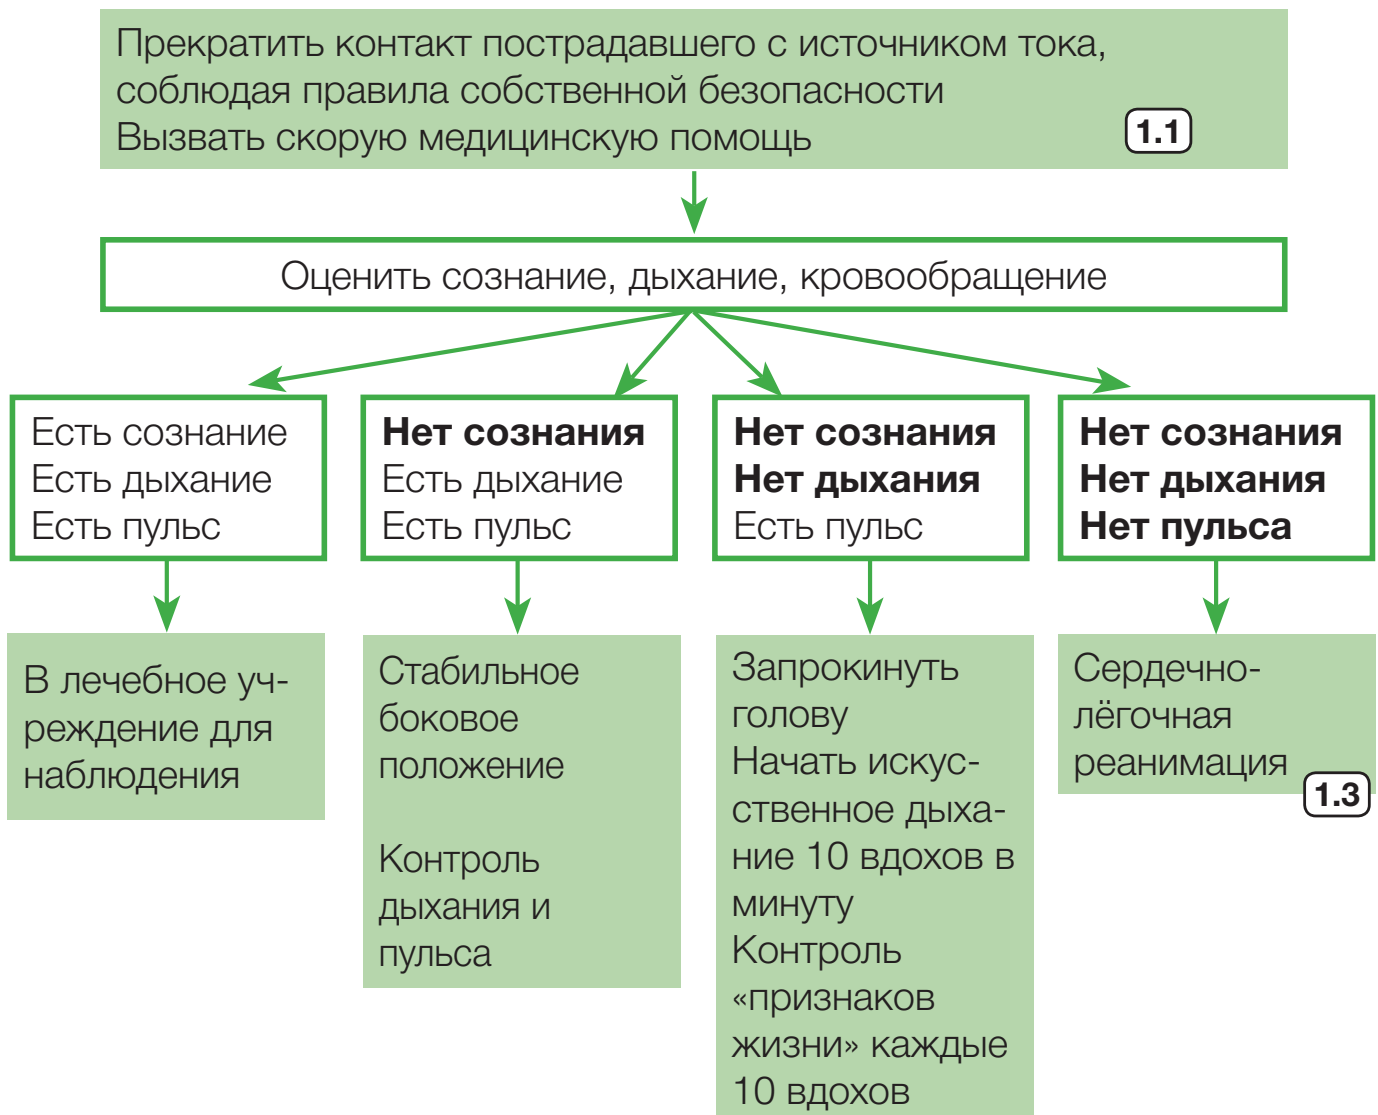 Прекратить контакт пострадавшего с источником тока,
соблюдая правила собственной безопасности
Вызвать скорую медицинскую помощь
1.1
Оценить сознание, дыхание, кровообращение
Есть сознание
Есть дыхание
Есть пульс
Нет сознания
Есть дыхание
Есть пульс
Нет сознания
Нет дыхания
Есть пульс
Нет сознания
Нет дыхания
Нет пульса
В лечебное уч-
реждение для
наблюдения
Стабильное
боковое
положение
Контроль
дыхания и
пульса
Запрокинуть
голову
Начать искус-
ственное дыха-
ние 10 вдохов в
минуту
Контроль
«признаков
жизни» каждые
10 вдохов
Сердечно-
лёгочная
реанимация
1.3